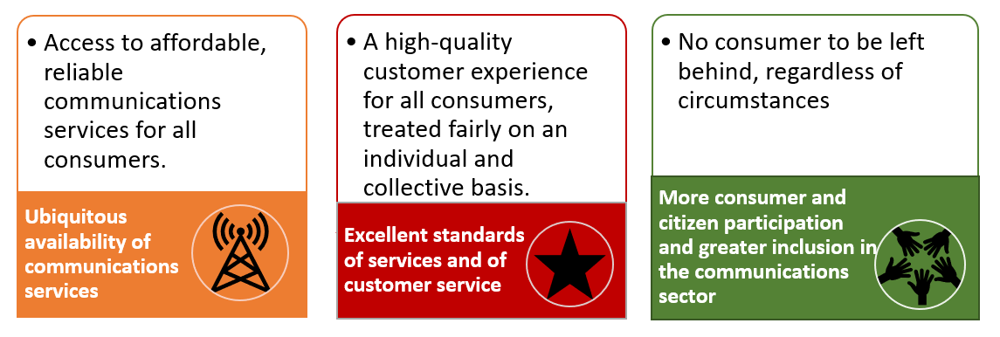 • Access to affordable,
reliable
communications
services for all
consumers.
Ubiquitous
availability of
communications
services
• A high-quality
customer experience
for all consumers,
treated fairly on an
individual and
collective basis.
Excellent standards
of services and of
customer service
• No consumer to be left
behind, regardless of
circumstances
More consumer and
citizen participation
and greater inclusion in
the communications
sector